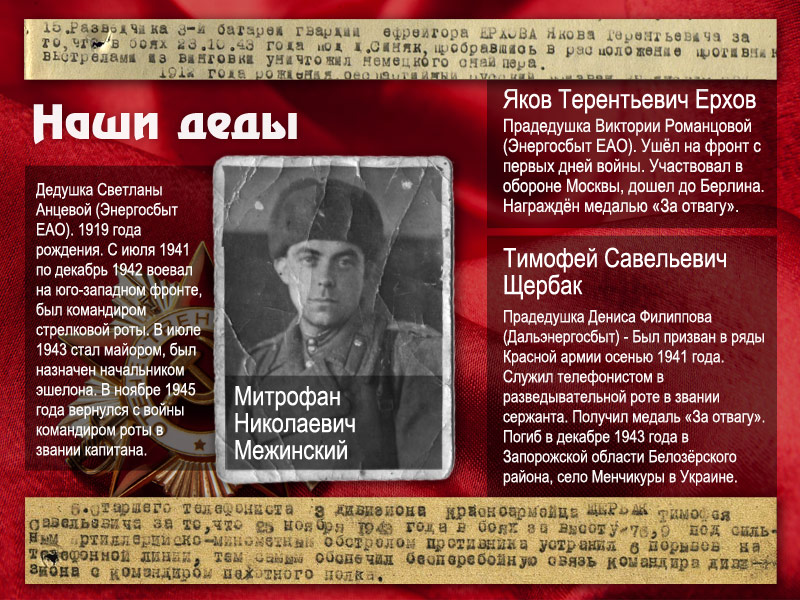 15.Разведчика 3-й батареи гвардии ефрейтора ЕРХОВА Якова Терентьевича за
то,что в боях 23.10.43 года под д.Синяк,пробравшись в расположение противник
выстрелами из винтовки уничтожил немецкого снайпера.
1912 года рождения беспартийный русский призван
Наши деды
Дедушка Светланы
Анцевой (Энергосбыт
ЕАО). 1919 года
рождения. С июля 1941
по декабрь 1942 воевал
на юго-западном фронте,
был командиром
стрелковой роты. В июле
1943 стал майором, был
назначен начальником
эшелона. В ноябре 1945
года вернулся с войны
командиром роты в
звании капитана.
Митрофан
Николаевич
Межинский
Яков Терентьевич Ерхов
Прадедушка Виктории Романцовой
(Энергосбыт ЕАО). Ушёл на фронт с
первых дней войны. Участвовал в
обороне Москвы, дошел до Берлина.
Награждён медалью «За отвагу».
Тимофей Савельевич
Щербак
Прадедушка Дениса Филиппова
(Дальэнергосбыт) - Был призван в ряды
Красной армии осенью 1941 года.
Служил телефонистом в
разведывательной роте в звании
сержанта. Получил медаль «За отвагу».
Погиб в декабре 1943 года в
Запорожской области Белозёрского
района, село Менчикуры в Украине.
5.Старшего телефониста 3 дивизиона красноармейца ЩЕРБАК Тимофея
Савельевича за то,что 25 ноября 1943 года в боях за высоту-76,9 под силь-
ным артиллерийско-минометным обстрелом противника устранил 6 порывов на
телефонной линии, тем самым обеспечил бесперебойную связь командира диви-
зиона с командиром пехотного полка.